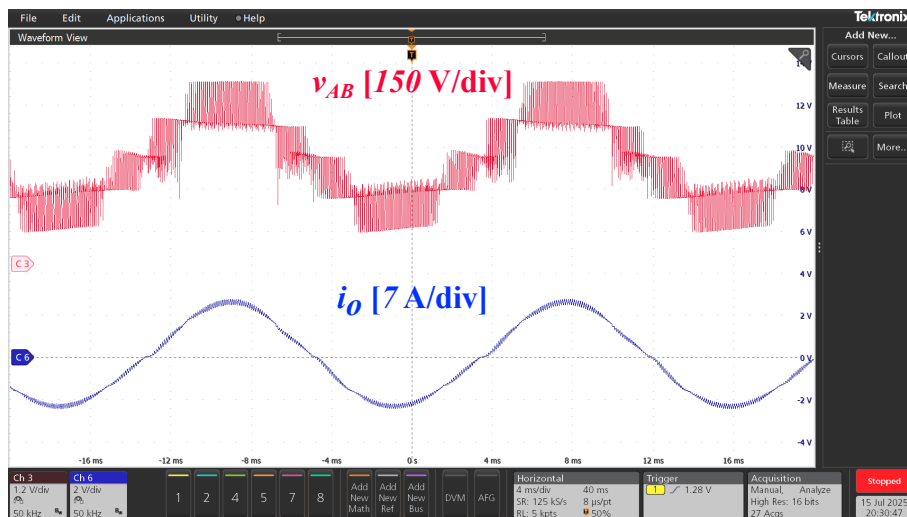 File Edit Applications Utility Help Tektronix
Waveform View
Add New...
T
T
Cursors Callout
v_AB [150 V/div]
12 V
Measure Search
Results Table Plot
10 V
More...
8 V
6 V
C 3
4 V
i_o [7 A/div]
2 V
C 6
0 V
-2 V
-4 V
-16 ms -12 ms -8 ms -4 ms 0 s 4 ms 8 ms 12 ms 16 ms
Ch 3 Ch 6 Horizontal Trigger Acquisition Stopped
1.2 V/div 2 V/div 1 2 4 5 7 8 Add New Math Add New Ref Add New Bus DVM AFG 4 ms/div 40 ms 1 1.28 V Manual, Analyze
SR: 125 kS/s 8 µs/pt High Res: 16 bits 15 Jul 2025
50 kHz 50 kHz RL: 5 kpts 50% 27 Acqs 20:30:47